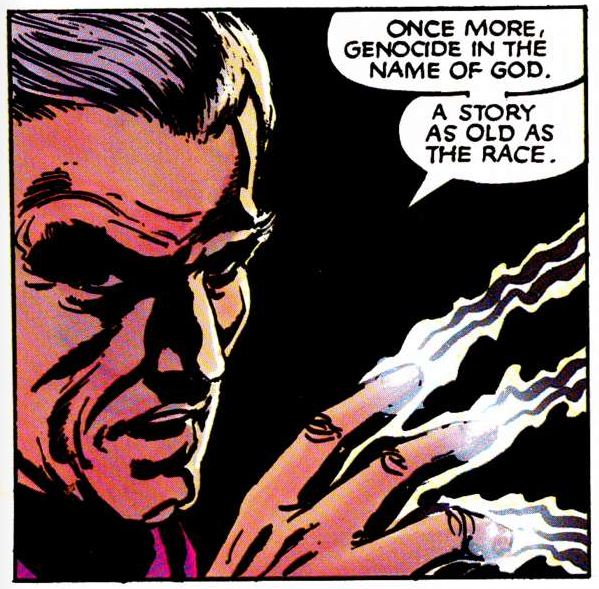 ONCE MORE,
GENOCIDE IN THE
NAME OF GOD.
A STORY
AS OLD AS
THE RACE.